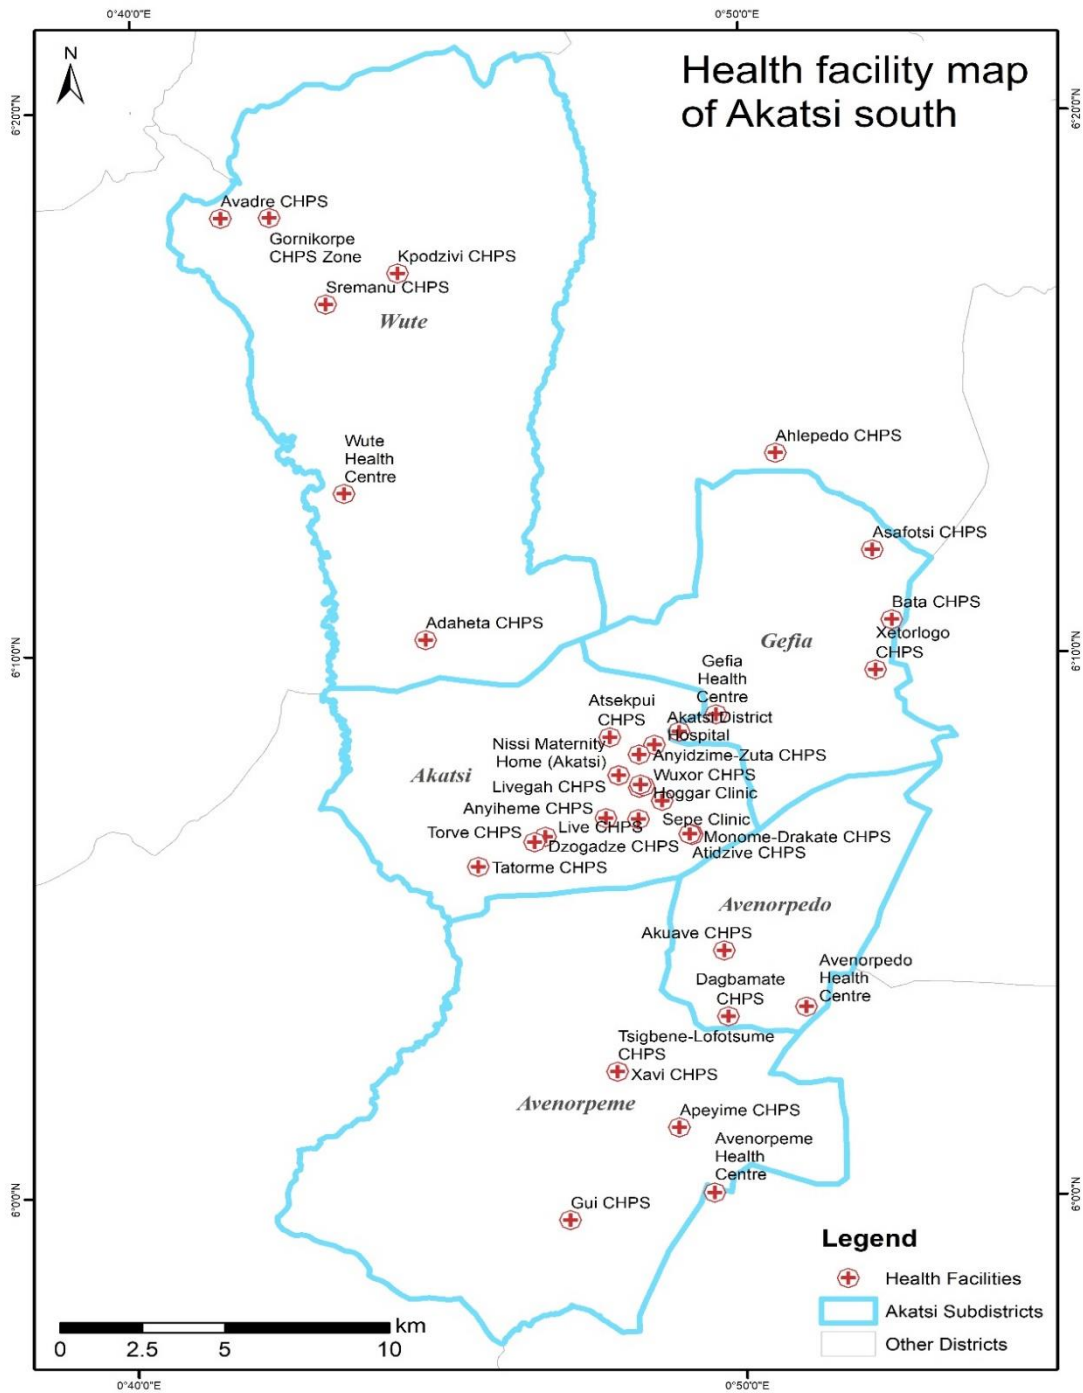 0°40'0"E
0°50'0"E
N
Health facility map
of Akatsi south
6°20'0"N
6°20'0"N
Avadre CHPS
Gornikorpe
CHPS Zone
Kpodzivi CHPS
Sremanu CHPS
Wute
Wute
Health
Centre
Ahlepedo CHPS
Asafotsi CHPS
Bata CHPS
Xetorlogo
CHPS
Adaheta CHPS
Gefia
6°10'0"N
6°10'0"N
Gefia
Health
Centre
Atsekpui
CHPS
Akatsi District
Hospital
Nissi Maternity
Home (Akatsi)
Anyidzime-Zuta CHPS
Akatsi
Wuxor CHPS
Livegah CHPS
Hoggar Clinic
Anyiheme CHPS
Sepe Clinic
Torve CHPS
Live CHPS
Monome-Drakate CHPS
Dzogadze CHPS
Atidzive CHPS
Tatorme CHPS
Avenorpedo
Akuave CHPS
Avenorpedo
Health
Centre
Dagbamate
CHPS
Tsigbene-Lofotsume
CHPS
Xavi CHPS
Avenorpeme
Apeyime CHPS
Avenorpeme
Health
Centre
6°0'0"N
6°0'0"N
Gui CHPS
Legend
Health Facilities
Akatsi Subdistricts
Other Districts
km
0 2.5 5 10
0°40'0"E
0°50'0"E